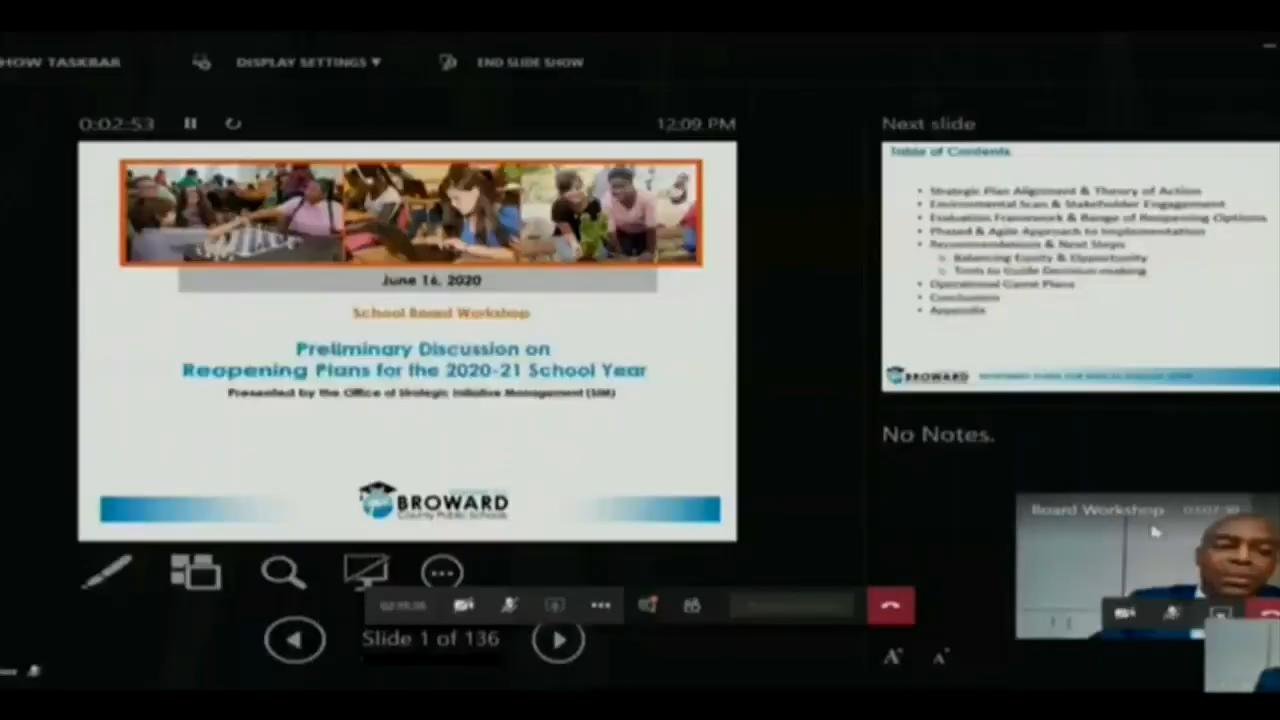 HOW TASKBAR
DISPLAY SETTINGS ▼
END SLIDE SHOW
0:02:53
12:09 PM
June 16, 2020
School Board Workshop
Preliminary Discussion on
Reopening Plans for the 2020-21 School Year
Presented by the Office of Strategic Initiative Management (SIM)
BROWARD
County Public Schools
Slide 1 of 136
Next slide
Table of Contents
• Strategic Plan Alignment & Theory of Action
• Environmental Scan & Stakeholder Engagement
• Evaluation Framework & Range of Reopening Options
• Phased & Agile Approach to Implementation
• Recommendations & Next Steps
o Balancing Equity & Opportunity
o Tools to Guide Decision-making
• Operational Game Plans
• Conclusion
• Appendix
BROWARD
No Notes.
Board Workshop
A A